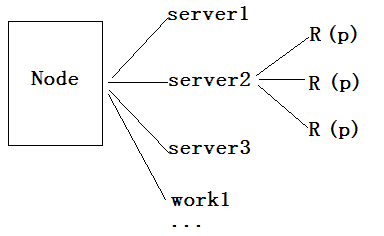 server1
R (p)
Node
server2
R (p)
R (p)
server3
work1
...